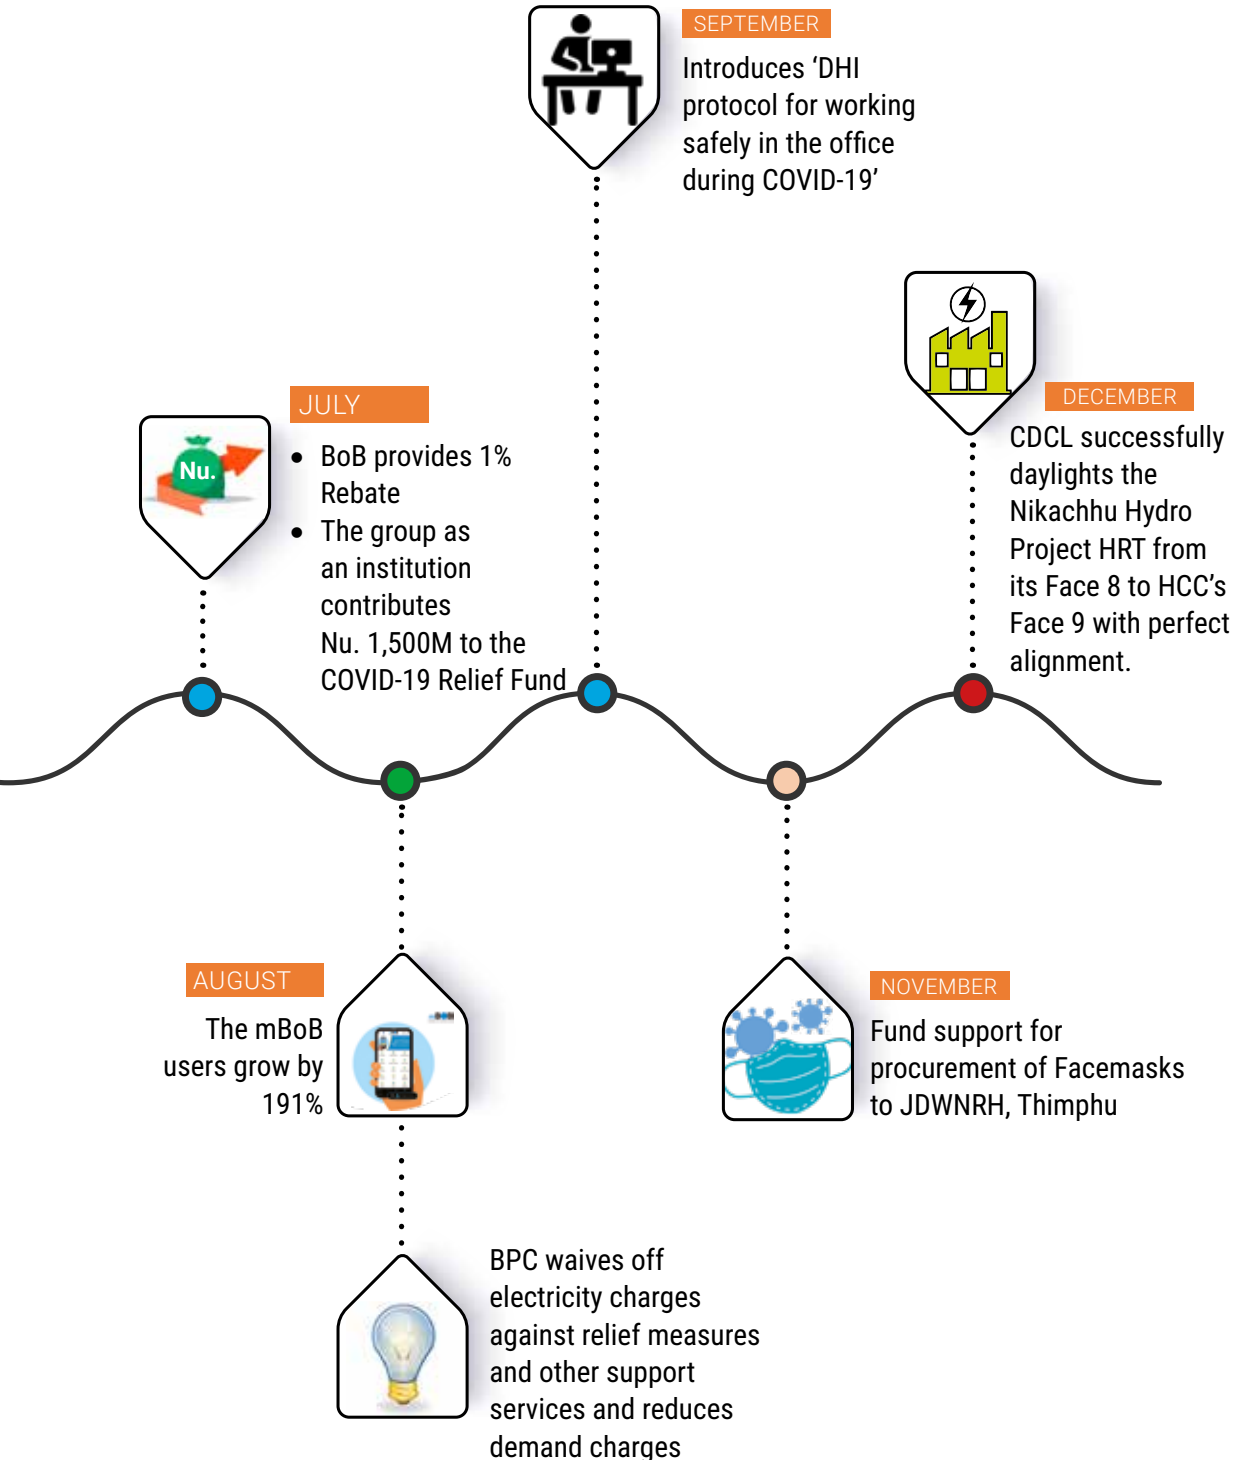 SEPTEMBER
Introduces ‘DHI
protocol for working
safely in the office
during COVID-19’
JULY
• BoB provides 1%
Rebate
• The group as
an institution
contributes
Nu. 1,500M to the
COVID-19 Relief Fund
Nu.
DECEMBER
CDCL successfully
daylights the
Nikachhu Hydro
Project HRT from
its Face 8 to HCC’s
Face 9 with perfect
alignment.
AUGUST
The mBoB
users grow by
191%
NOVEMBER
Fund support for
procurement of Facemasks
to JDWNRH, Thimphu
BPC waives off
electricity charges
against relief measures
and other support
services and reduces
demand charges